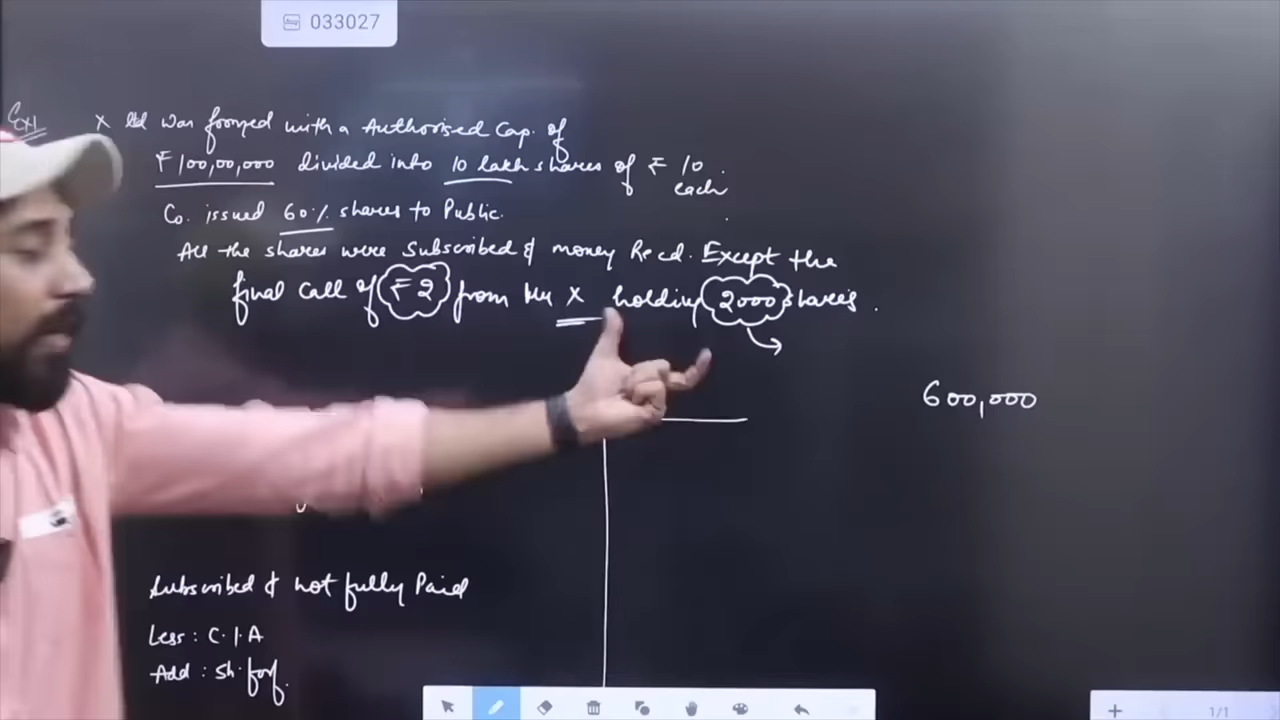 033027
Ex1 X Ltd was formed with a Authorised Cap. of
₹100,00,000 divided into 10 lakh shares of ₹ 10
each
Co. issued 60% shares to Public.
All the shares were subscribed & money Recd. Except the
final Call of ₹2 from Mr X holding 2000 shares.
600,000
Subscribed & not fully Paid
Less: C.I.A
Add: Sh. forf.
1/1